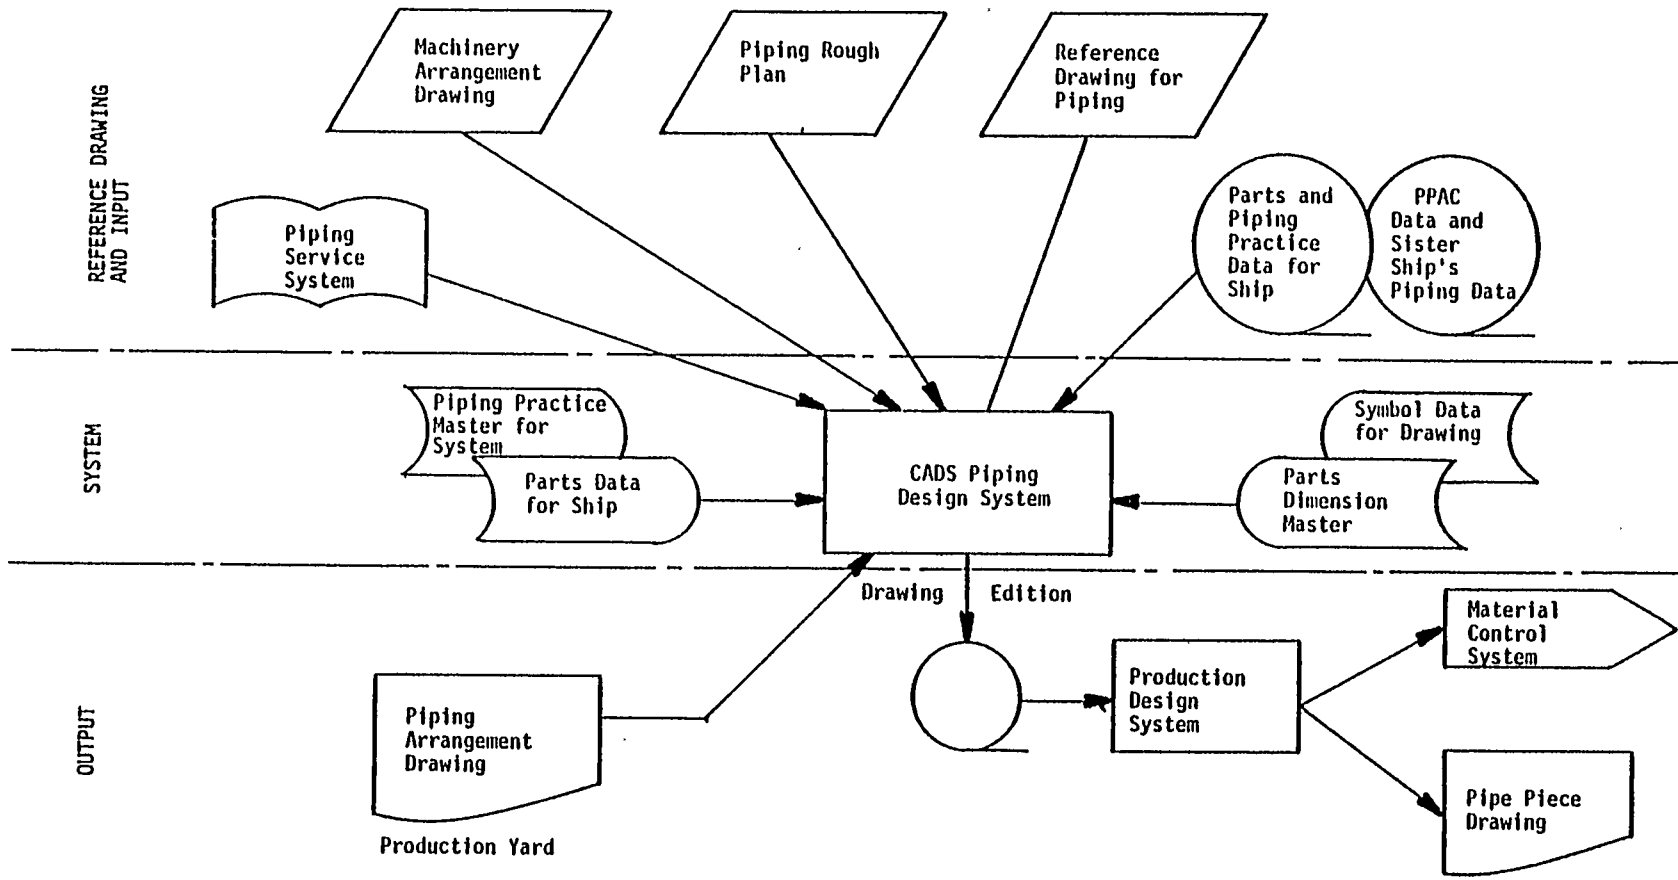 REFERENCE DRAWING
AND INPUT
Machinery
Arrangement
Drawing
Piping Rough
Plan
Reference
Drawing for
Piping
Piping
Service
System
Parts and
Piping
Practice
Data for
Ship
PPAC
Data and
Sister
Ship's
Piping Data
SYSTEM
Piping Practice
Master for
System
Parts Data
for Ship
CADS Piping
Design System
Symbol Data
for Drawing
Parts
Dimension
Master
OUTPUT
Drawing Edition
Piping
Arrangement
Drawing
Production Yard
Production
Design
System
Material
Control
System
Pipe Piece
Drawing